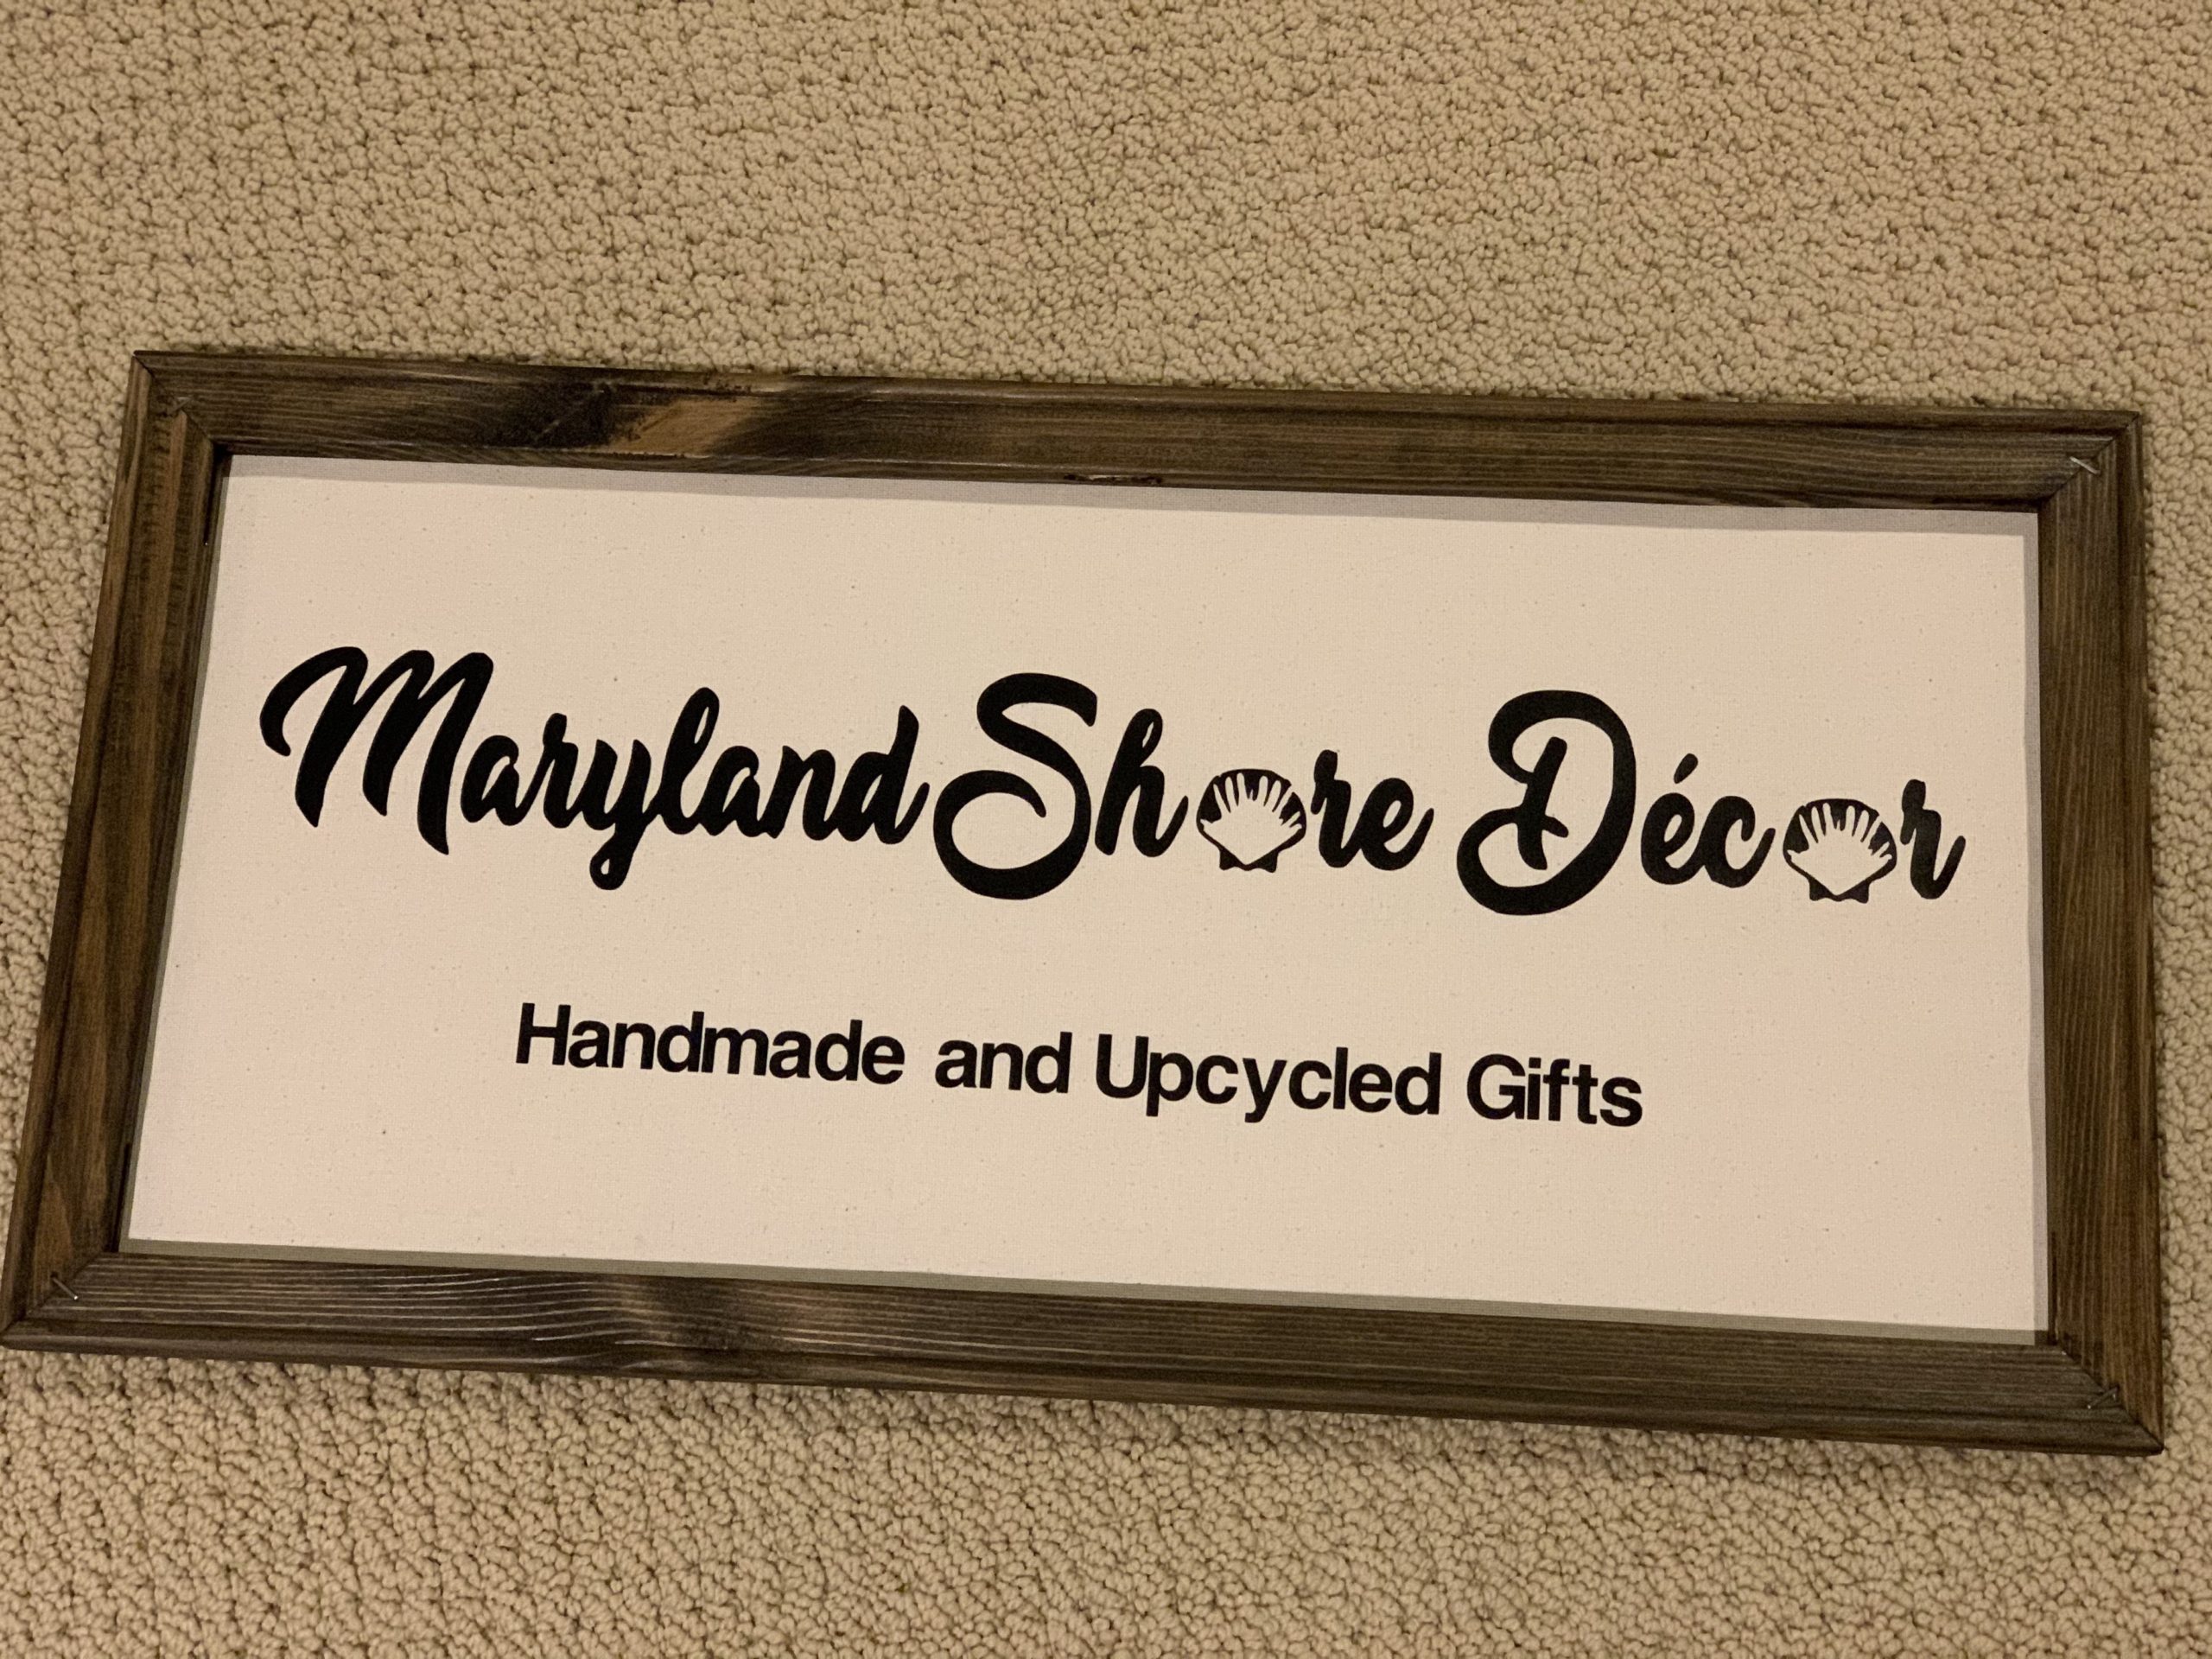 Maryland Shore Décor
Handmade and Upcycled Gifts